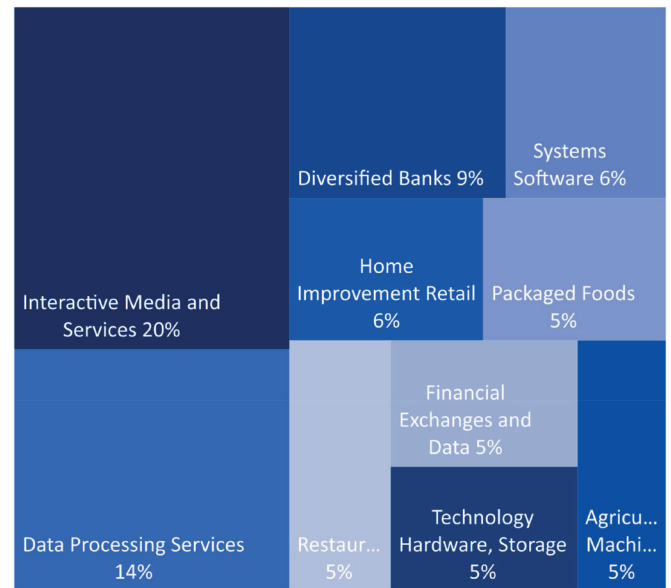 Diversified Banks 9%
Systems
Software 6%
Interactive Media and
Services 20%
Home
Improvement Retail
6%
Packaged Foods
5%
Data Processing Services
14%
Restaur...
5%
Financial
Exchanges and
Data 5%
Technology
Hardware, Storage
5%
Agricu...
Machi...
5%